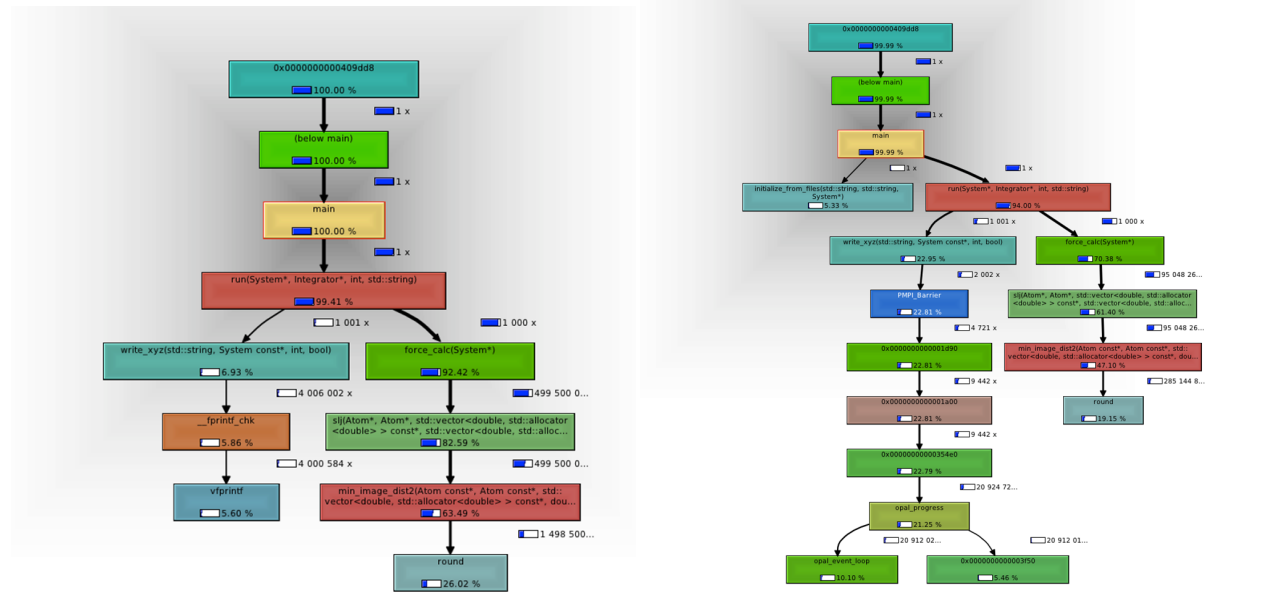 0x0000000000409dd8
100.00 %
1 x
(below main)
100.00 %
1 x
main
100.00 %
1 x
run(System*, Integrator*, int, std::string)
99.41 %
1 001 x
1 000 x
write_xyz(std::string, System const*, int, bool)
6.93 %
force_calc(System*)
92.42 %
4 006 002 x
499 500 0...
__fprintf_chk
5.86 %
slj(Atom*, Atom*, std::vector<double, std::allocator
<double> > const*, std::vector<double, std::alloc...
82.59 %
4 000 584 x
499 500 0...
vfprintf
5.60 %
min_image_dist2(Atom const*, Atom const*, std::
vector<double, std::allocator<double> > const*, dou...
63.49 %
1 498 500...
round
26.02 %
0x0000000000409dd8
99.99 %
1 x
(below main)
99.99 %
1 x
main
99.99 %
1 x
1 x
initialize_from_files(std::string, std::string,
System*)
5.33 %
run(System*, Integrator*, int, std::string)
94.00 %
1 001 x
1 000 x
write_xyz(std::string, System const*, int, bool)
22.95 %
force_calc(System*)
70.38 %
2 002 x
95 048 26...
PMPI_Barrier
22.81 %
slj(Atom*, Atom*, std::vector<double, std::allocator
<double> > const*, std::vector<double, std::alloc...
61.40 %
4 721 x
95 048 26...
0x0000000000001d90
22.81 %
min_image_dist2(Atom const*, Atom const*, std::
vector<double, std::allocator<double> > const*, dou...
47.10 %
9 442 x
285 144 8...
0x0000000000001a00
22.81 %
round
19.15 %
9 442 x
0x00000000000354e0
22.79 %
20 924 72...
opal_progress
21.25 %
20 912 02...
20 912 01...
opal_event_loop
10.10 %
0x0000000000003f50
5.46 %